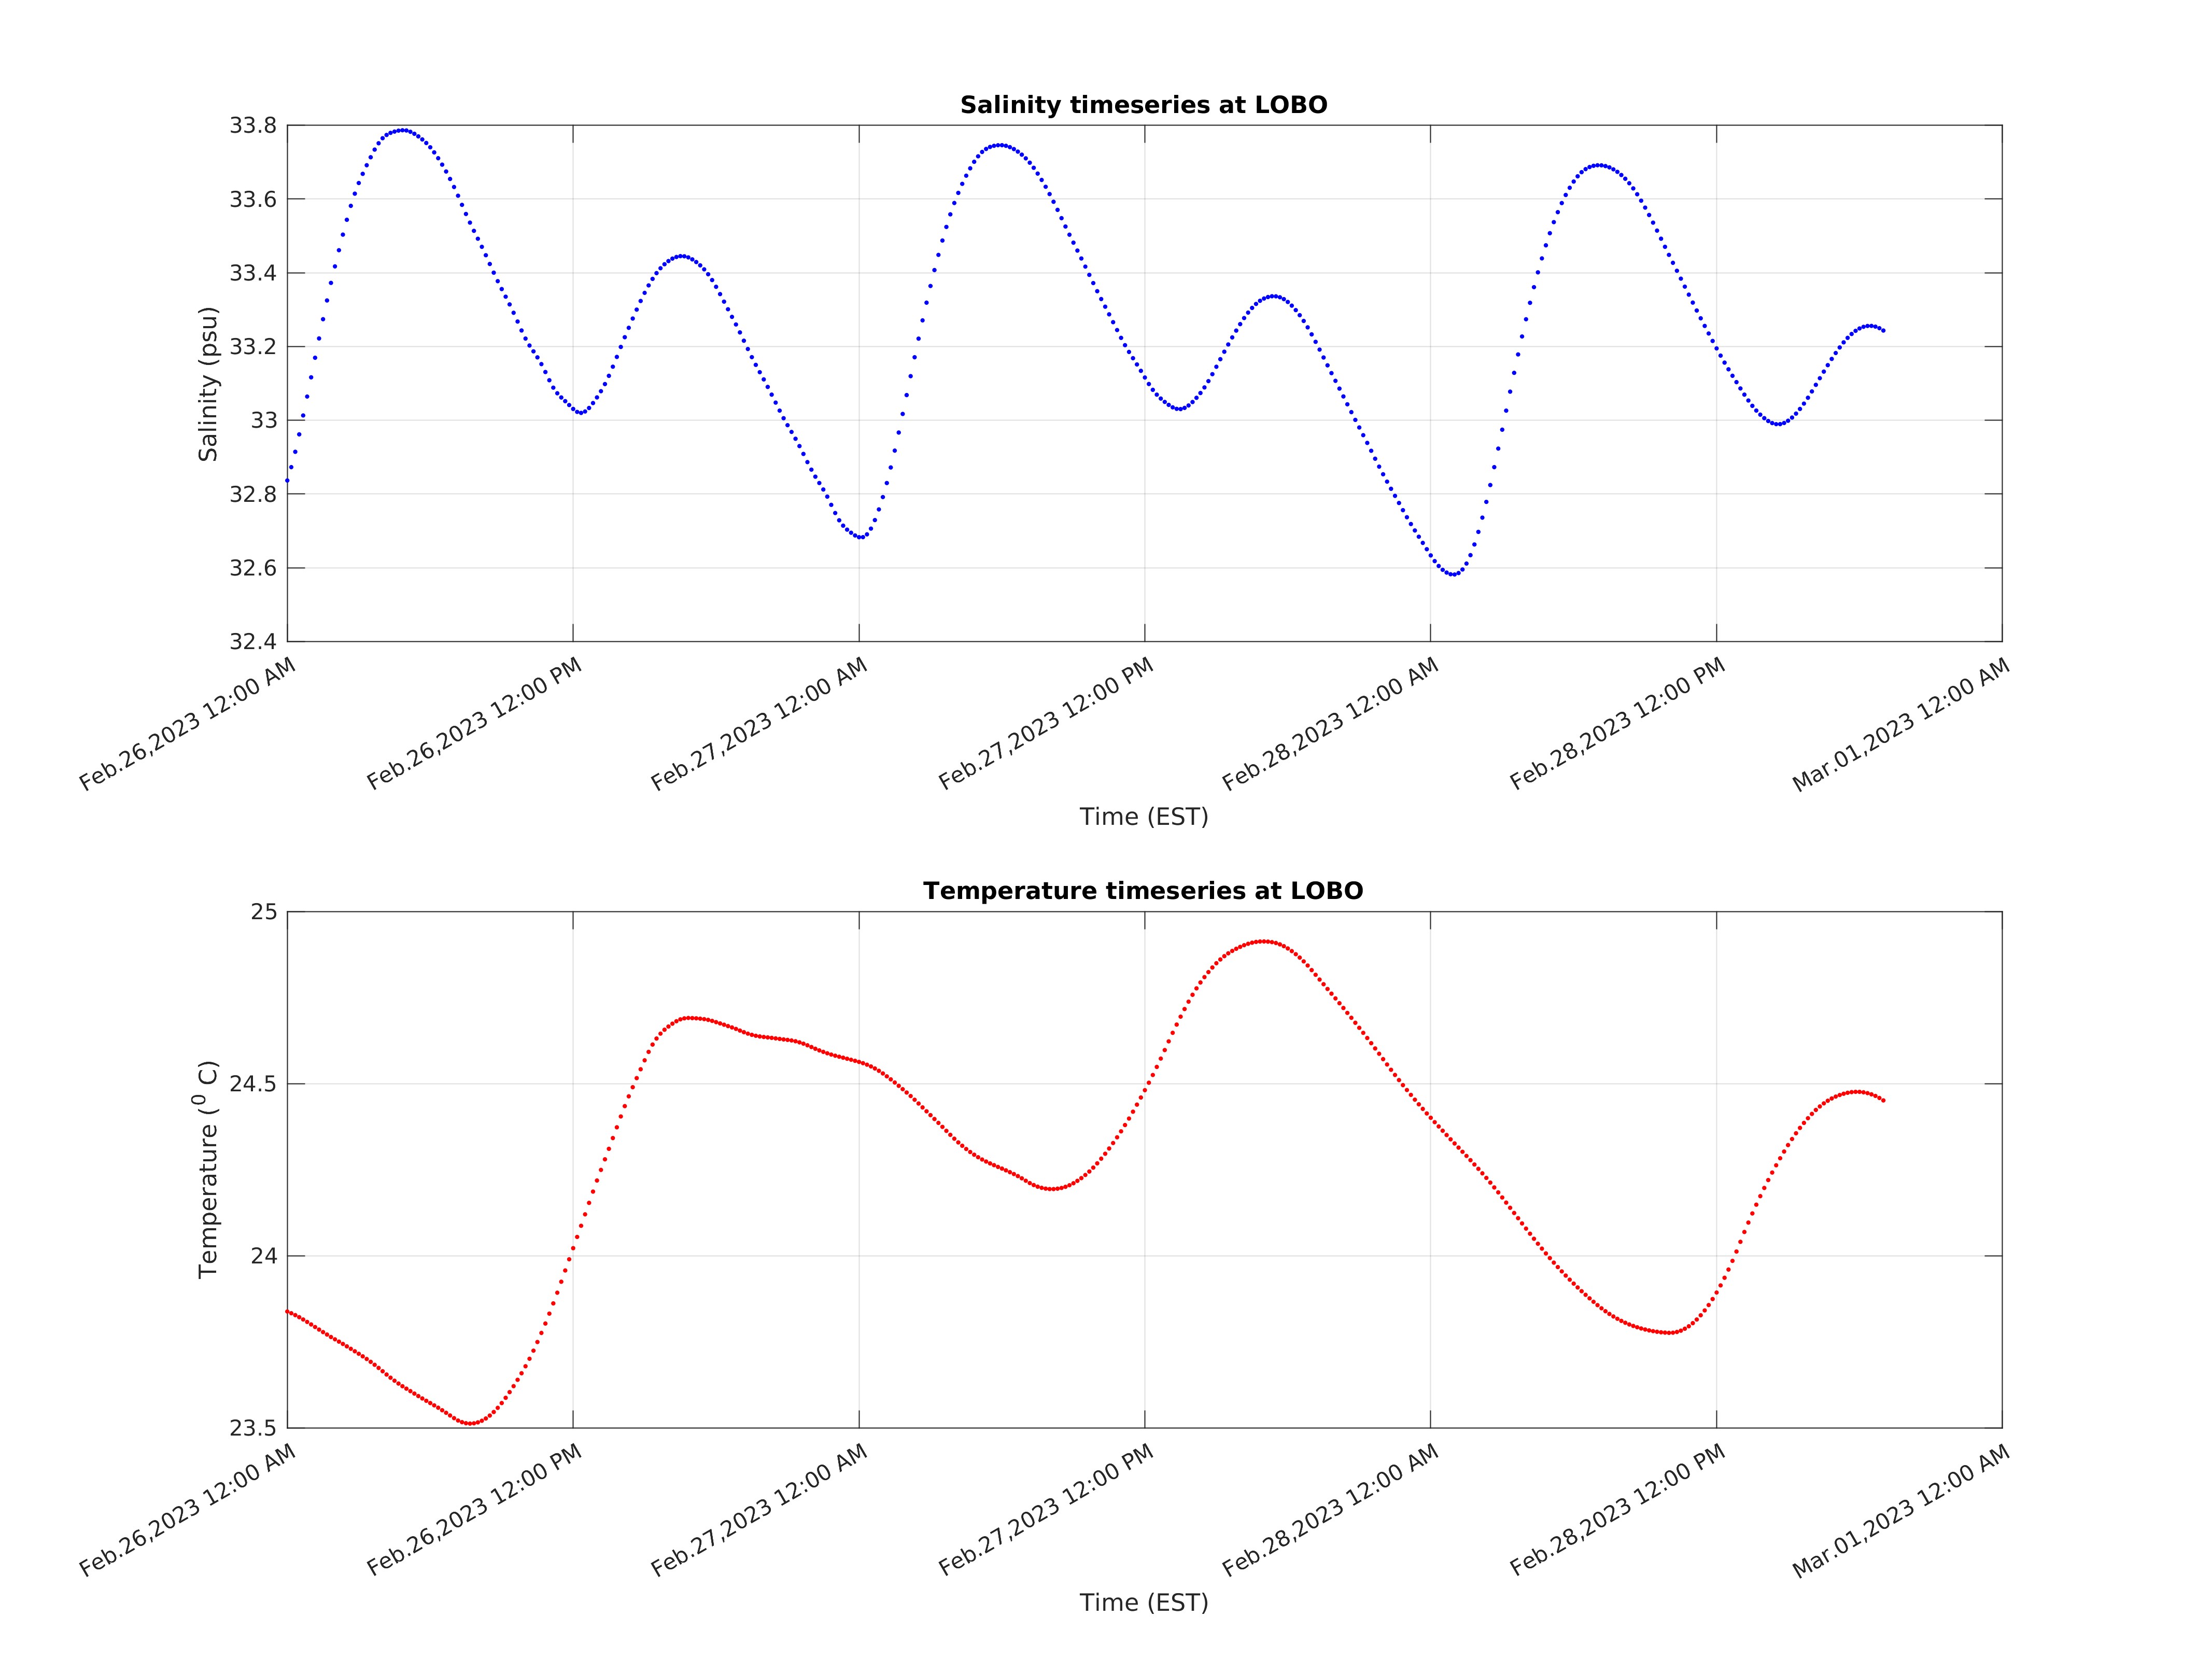 Salinity timeseries at LOBO
33.8
33.6
33.4
33.2
33
32.8
32.6
32.4
Salinity (psu)
Feb.26,2023 12:00 AM
Feb.26,2023 12:00 PM
Feb.27,2023 12:00 AM
Feb.27,2023 12:00 PM
Feb.28,2023 12:00 AM
Feb.28,2023 12:00 PM
Mar.01,2023 12:00 AM
Time (EST)
Temperature timeseries at LOBO
25
24.5
24
23.5
Temperature (⁰ C)
Feb.26,2023 12:00 AM
Feb.26,2023 12:00 PM
Feb.27,2023 12:00 AM
Feb.27,2023 12:00 PM
Feb.28,2023 12:00 AM
Feb.28,2023 12:00 PM
Mar.01,2023 12:00 AM
Time (EST)